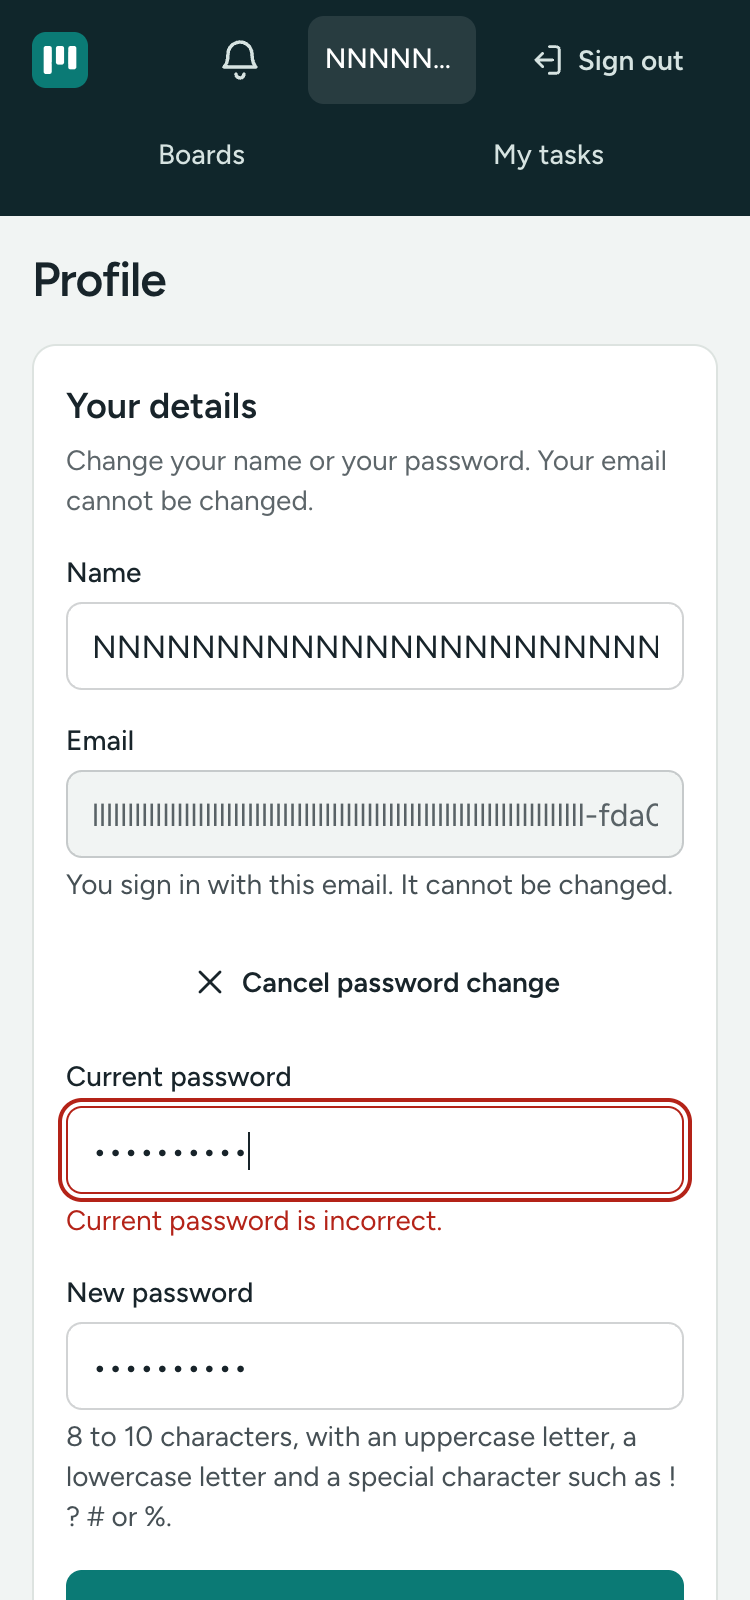 NNNNN...
Sign out
Boards
My tasks
Profile
Your details
Change your name or your password. Your email
cannot be changed.
Name
NNNNNNNNNNNNNNNNNNNNNNN
Email
You sign in with this email. It cannot be changed.
Cancel password change
Current password
••••••••••
Current password is incorrect.
New password
••••••••••
8 to 10 characters, with an uppercase letter, a
lowercase letter and a special character such as !
? # or %.